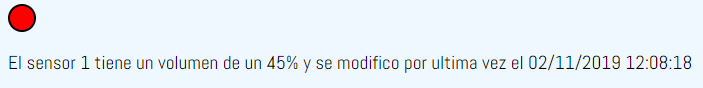 El sensor 1 tiene un volumen de un 45% y se modifico por ultima vez el 02/11/2019 12:08:18